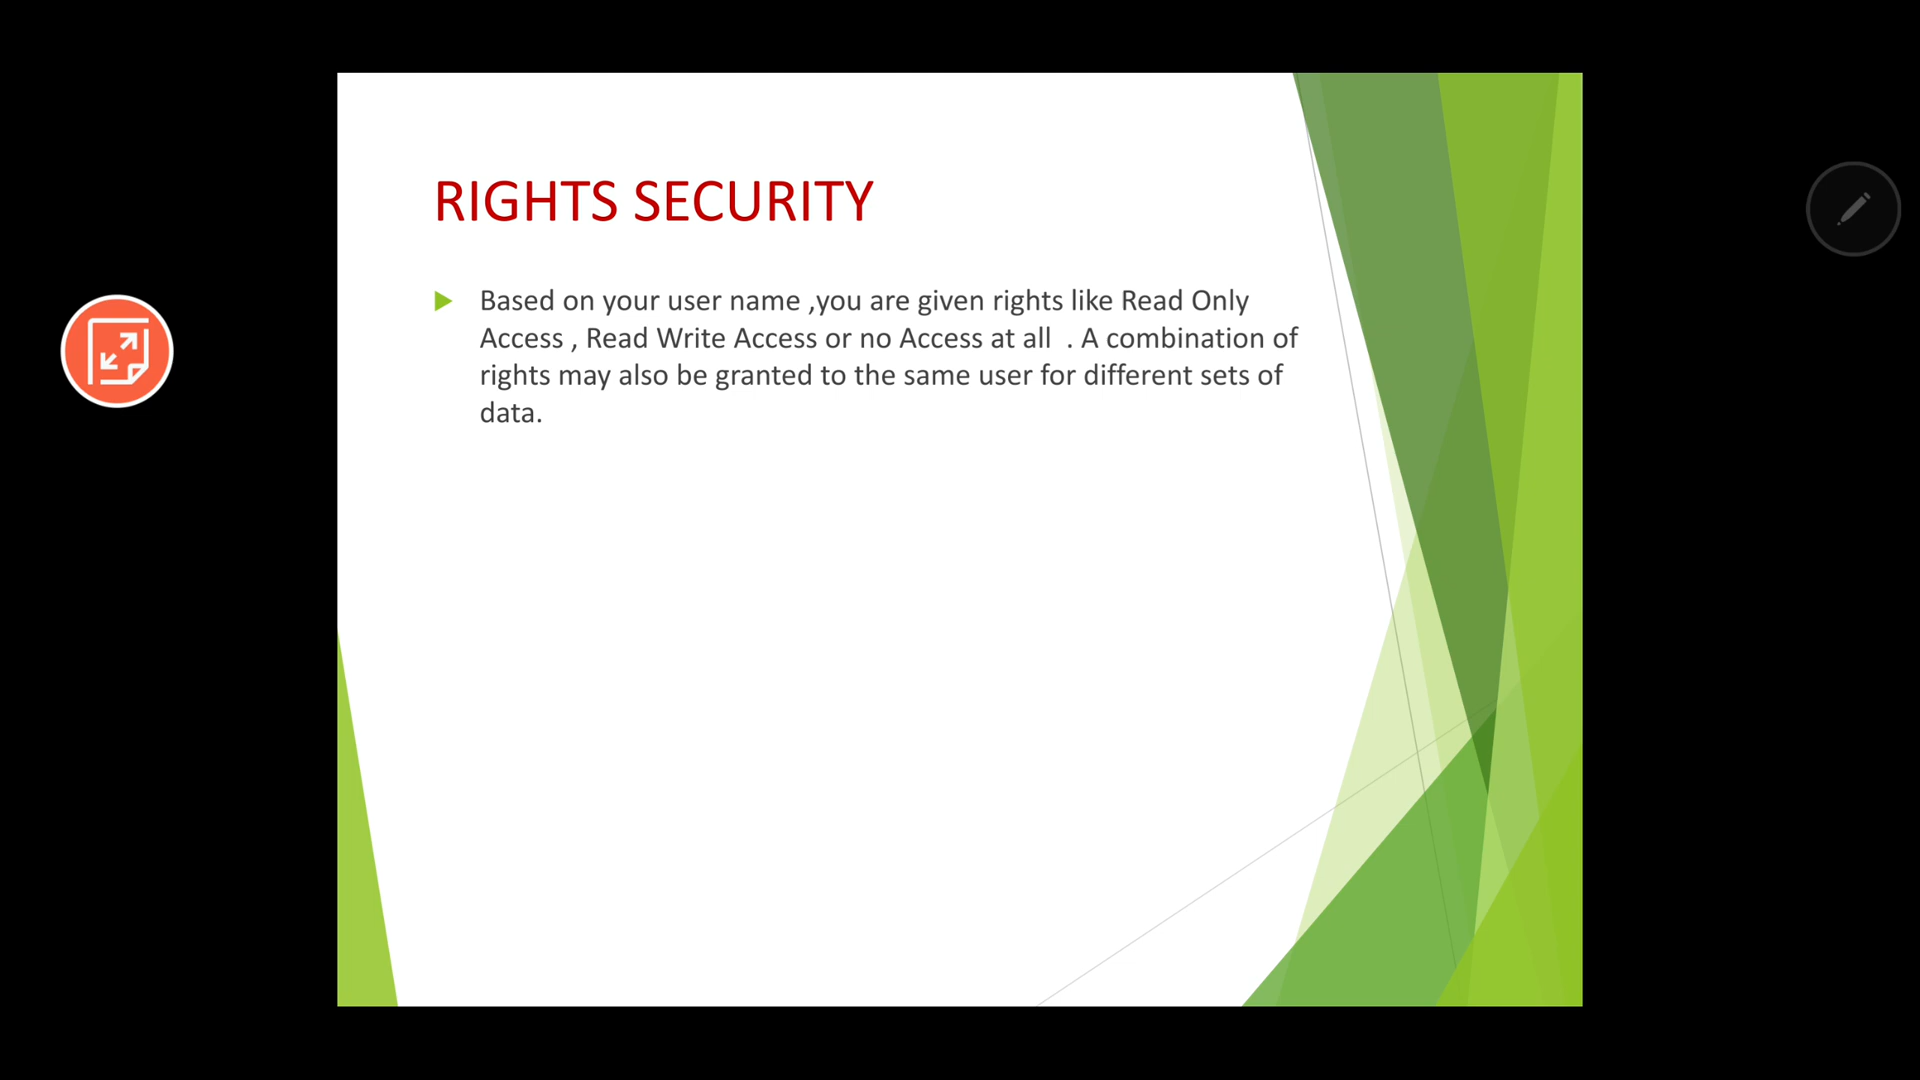 RIGHTS SECURITY
Based on your user name ,you are given rights like Read Only
Access , Read Write Access or no Access at all  . A combination of
rights may also be granted to the same user for different sets of
data.